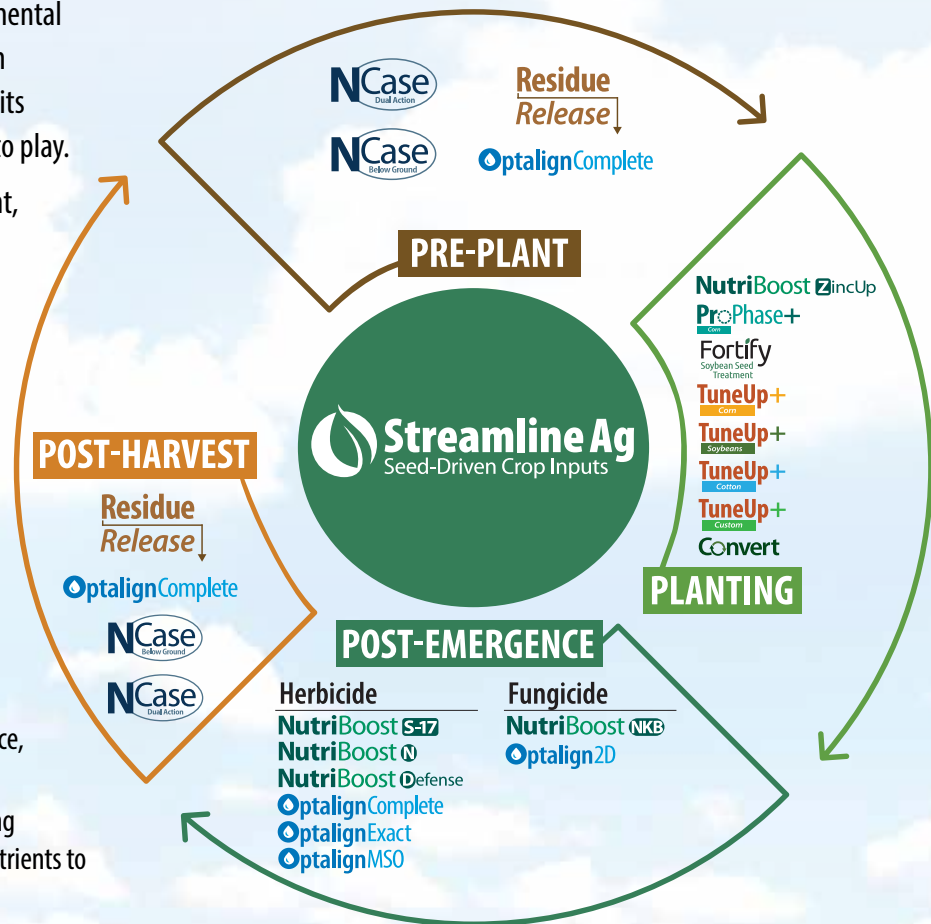 mental
n
its
to play.
nt,
ce,
ng
trients to
NCase
Dual Action
NCase
Below Ground
Residue
Release
OptalignComplete
PRE-PLANT
NutriBoost ZincUp
ProPhase+
Corn
Fortify
Soybean Seed
Treatment
TuneUp+
Corn
TuneUp+
Soybeans
TuneUp+
Cotton
TuneUp+
Custom
Convert
PLANTING
Streamline Ag
Seed-Driven Crop Inputs
POST-EMERGENCE
Herbicide
NutriBoost S-17
NutriBoost N
NutriBoost Defense
OptalignComplete
OptalignExact
OptalignMSO
Fungicide
NutriBoost NKB
Optalign2D
POST-HARVEST
Residue
Release
OptalignComplete
NCase
Below Ground
NCase
Dual Action